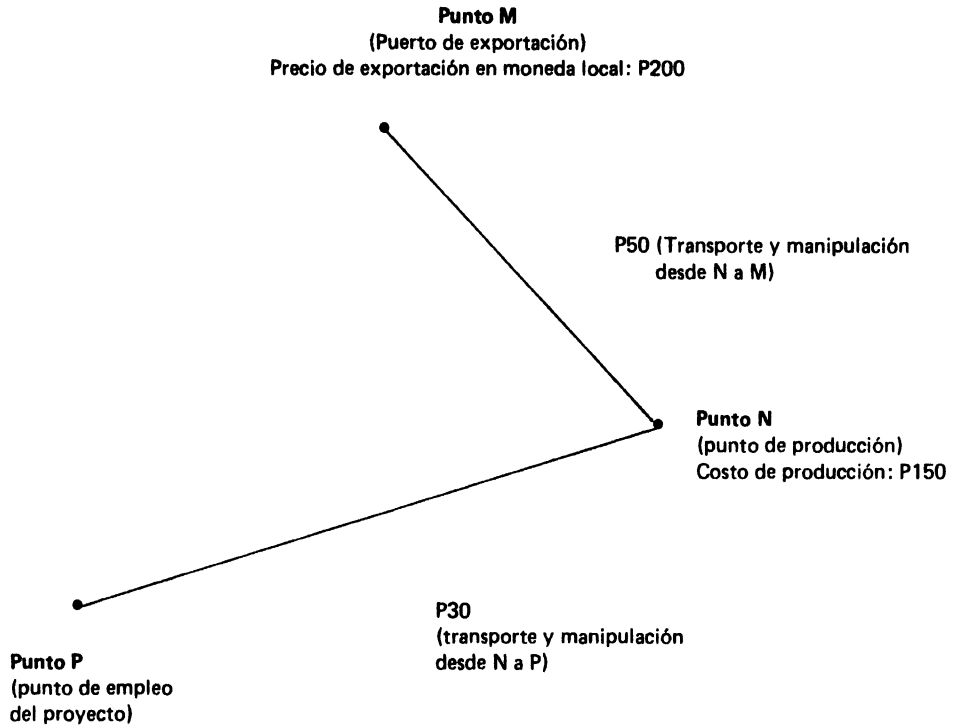 Punto M
(Puerto de exportación)
Precio de exportación en moneda local: P200
P50 (Transporte y manipulación
desde N a M)
Punto N
(punto de producción)
Costo de producción: P150
P30
(transporte y manipulación
desde N a P)
Punto P
(punto de empleo
del proyecto)